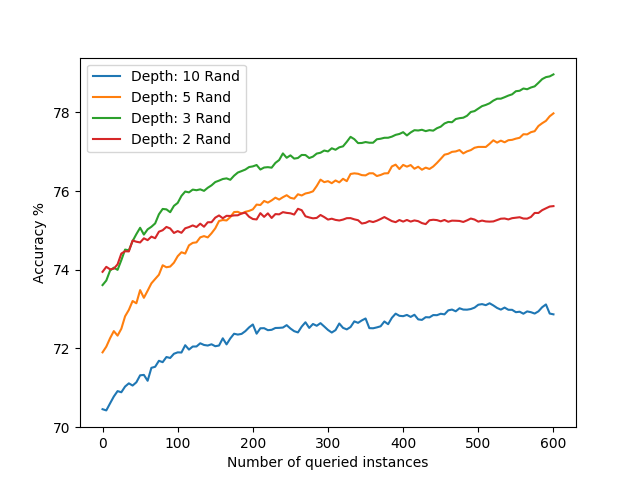 Depth: 10 Rand
Depth: 5 Rand
Depth: 3 Rand
Depth: 2 Rand
78
76
74
72
70
Accuracy %
0 100 200 300 400 500 600
Number of queried instances